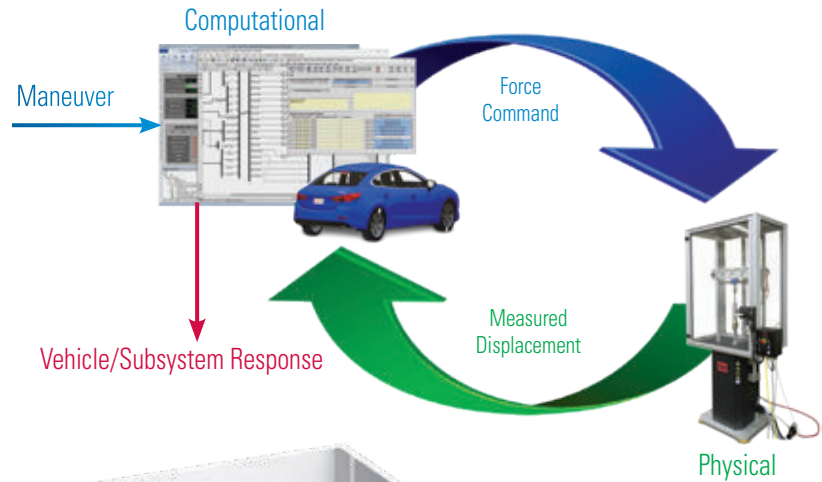 Computational
Maneuver
Force
Command
Measured
Displacement
Vehicle/Subsystem Response
Physical